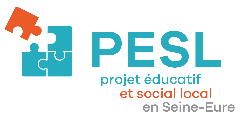 PESL
projet éducatif
et social local
en Seine-Eure